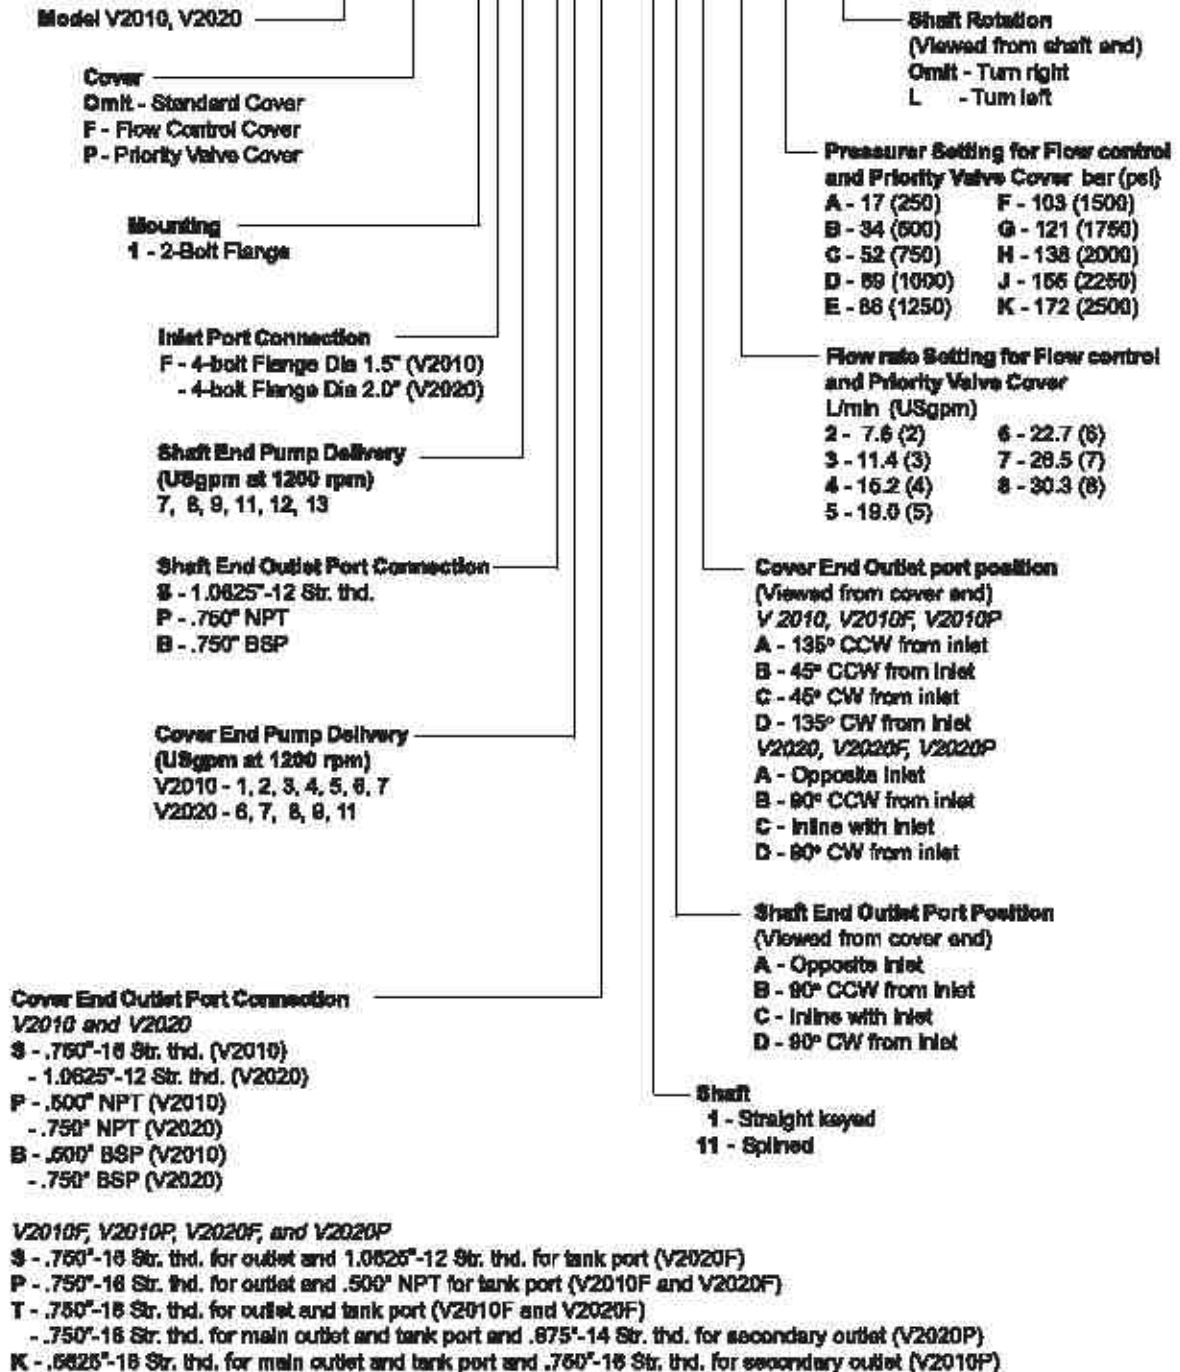 Model V2010, V2020
Cover
Omit - Standard Cover
F - Flow Control Cover
P - Priority Valve Cover
Mounting
1 - 2-Bolt Flange
Inlet Port Connection
F - 4-bolt Flange Dia 1.5" (V2010)
- 4-bolt Flange Dia 2.0" (V2020)
Shaft End Pump Delivery
(USgpm at 1200 rpm)
7, 8, 9, 11, 12, 13
Shaft End Outlet Port Connection
S - 1.0625"-12 Str. thd.
P - .750" NPT
B - .750" BSP
Cover End Pump Delivery
(USgpm at 1200 rpm)
V2010 - 1, 2, 3, 4, 5, 6, 7
V2020 - 6, 7, 8, 9, 11
Cover End Outlet Port Connection
V2010 and V2020
S - .750"-16 Str. thd. (V2010)
- 1.0625"-12 Str. thd. (V2020)
P - .500" NPT (V2010)
- .750" NPT (V2020)
B - .500" BSP (V2010)
- .750" BSP (V2020)
V2010F, V2010P, V2020F, and V2020P
S - .750"-16 Str. thd. for outlet and 1.0625"-12 Str. thd. for tank port (V2020F)
P - .750"-16 Str. thd. for outlet and .500" NPT for tank port (V2010F and V2020F)
T - .750"-16 Str. thd. for outlet and tank port (V2010F and V2020F)
- .750"-16 Str. thd. for main outlet and tank port and .875"-14 Str. thd. for secondary outlet (V2020P)
K - .5625"-18 Str. thd. for main outlet and tank port and .750"-16 Str. thd. for secondary outlet (V2010P)
Shaft Rotation
(Viewed from shaft end)
Omit - Turn right
L - Turn left
Pressurer Setting for Flow control
and Priority Valve Cover bar (psi)
A - 17 (250) F - 103 (1500)
B - 34 (500) G - 121 (1750)
C - 52 (750) H - 138 (2000)
D - 69 (1000) J - 155 (2250)
E - 86 (1250) K - 172 (2500)
Flow rate Setting for Flow control
and Priority Valve Cover
L/min (USgpm)
2 - 7.6 (2) 6 - 22.7 (6)
3 - 11.4 (3) 7 - 26.5 (7)
4 - 15.2 (4) 8 - 30.3 (8)
5 - 19.0 (5)
Cover End Outlet port position
(Viewed from cover end)
V 2010, V2010F, V2010P
A - 135º CCW from inlet
B - 45º CCW from inlet
C - 45º CW from inlet
D - 135º CW from inlet
V2020, V2020F, V2020P
A - Opposite inlet
B - 90º CCW from inlet
C - Inline with inlet
D - 90º CW from inlet
Shaft End Outlet Port Position
(Viewed from cover end)
A - Opposite inlet
B - 90º CCW from inlet
C - Inline with inlet
D - 90º CW from inlet
Shaft
1 - Straight keyed
11 - Splined